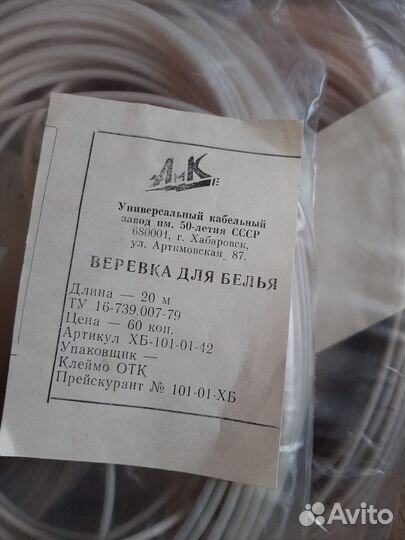 АмК
Универсальный кабельный
завод им. 50-летия СССР
680001, г. Хабаровск,
ул. Арткмовская, 87.
ВЕРЕВКА ДЛЯ БЕЛЬЯ
Длина — 20 м
ТУ 16-739.007-79
Цена — 60 коп.
Артикул ХБ-101-01-42
Упаковщик —
Клеймо ОТК
Прейскурант № 101-01-ХБ
Avito